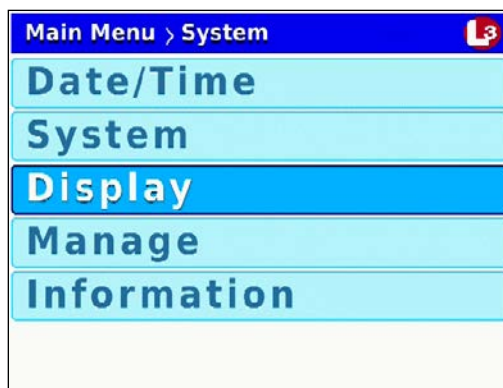 Main Menu > System
L3
Date/Time
System
Display
Manage
Information